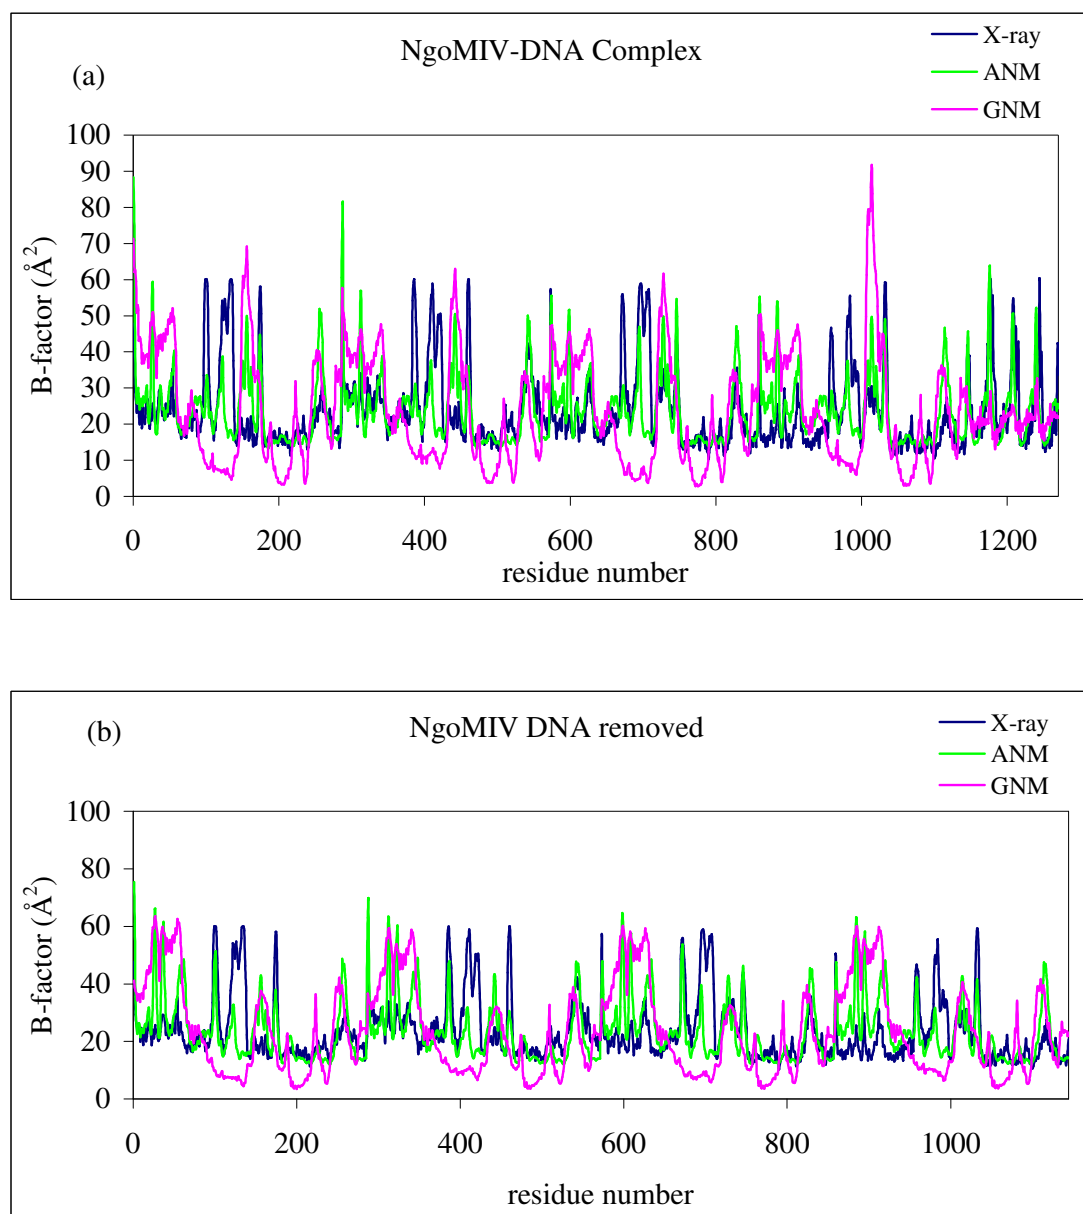 NgoMIV-DNA Complex
(a)
X-ray
ANM
GNM
B-factor (Å²)
100
90
80
70
60
50
40
30
20
10
0
0 200 400 600 800 1000 1200
residue number
NgoMIV DNA removed
(b)
X-ray
ANM
GNM
B-factor (Å²)
100
80
60
40
20
0
0 200 400 600 800 1000
residue number